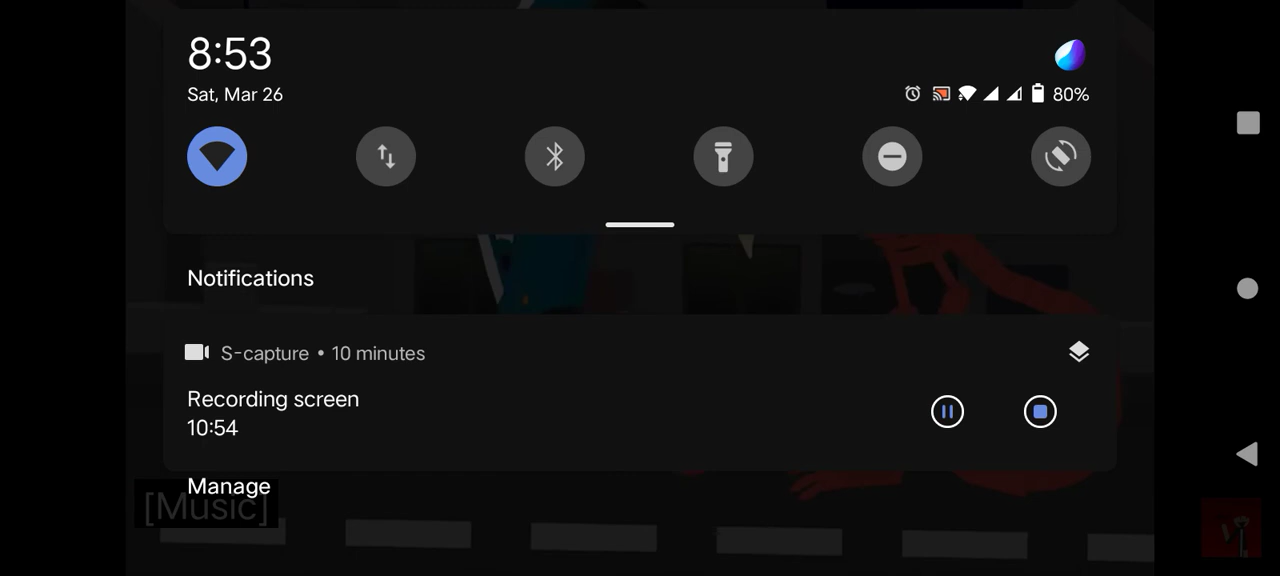 8:53
Sat, Mar 26
80%
Notifications
S-capture • 10 minutes
Recording screen
10:54
Manage
[Music]